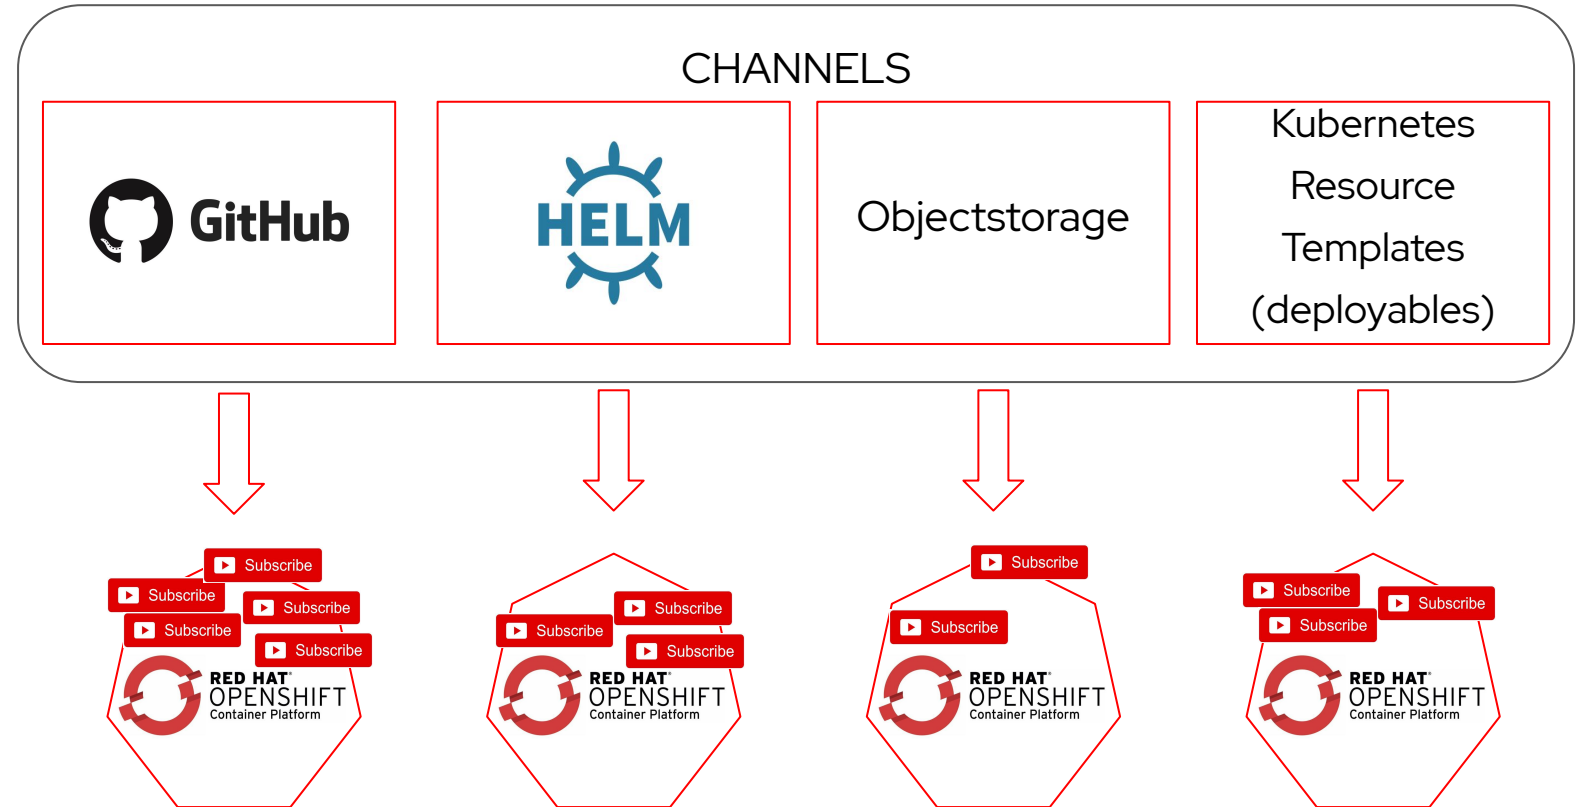 CHANNELS
GitHub
HELM
Objectstorage
Kubernetes
Resource
Templates
(deployables)
Subscribe
Subscribe
Subscribe
Subscribe
Subscribe
RED HAT®
OPENSHIFT
Container Platform
Subscribe
Subscribe
Subscribe
RED HAT®
OPENSHIFT
Container Platform
Subscribe
Subscribe
RED HAT®
OPENSHIFT
Container Platform
Subscribe
Subscribe
Subscribe
RED HAT®
OPENSHIFT
Container Platform